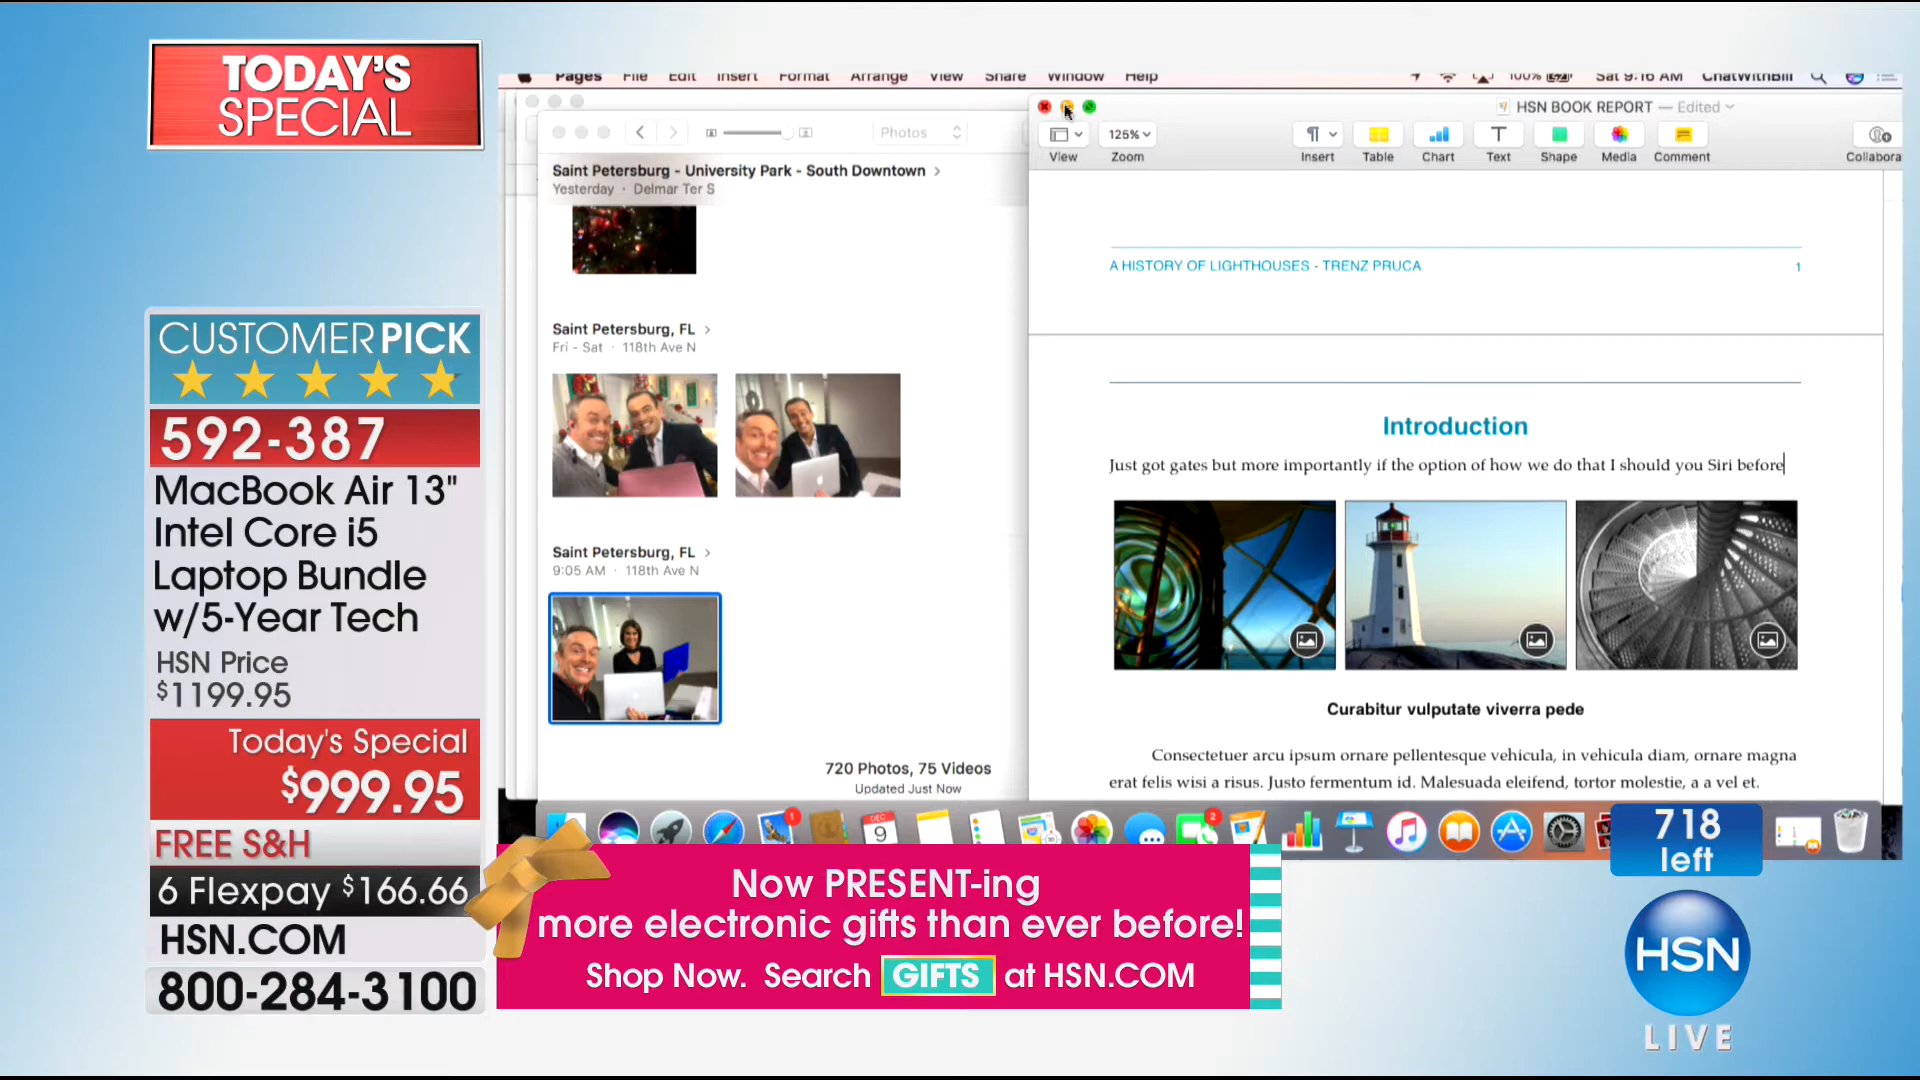 TODAY'S
SPECIAL
CUSTOMERPICK
592-387
MacBook Air 13"
Intel Core i5
Laptop Bundle
w/5-Year Tech
HSN Price
$1199.95
Today's Special
$999.95
FREE S&H
6 Flexpay $166.66
HSN.COM
800-284-3100
Pages File Edit Insert Format Arrange View Share Window Help
100% Sat 9:16 AM ChatWithBill
Photos
Saint Petersburg - University Park - South Downtown >
Yesterday · Delmar Ter S
Saint Petersburg, FL >
Fri - Sat · 118th Ave N
Saint Petersburg, FL >
9:05 AM · 118th Ave N
720 Photos, 75 Videos
Updated Just Now
HSN BOOK REPORT — Edited
125%
View Zoom Insert Table Chart Text Shape Media Comment Collabora
A HISTORY OF LIGHTHOUSES - TRENZ PRUCA 1
Introduction
Just got gates but more importantly if the option of how we do that I should you Siri before
Curabitur vulputate viverra pede
Consectetuer arcu ipsum ornare pellentesque vehicula, in vehicula diam, ornare magna
erat felis wisi a risus. Justo fermentum id. Malesuada eleifend, tortor molestie, a a vel et.
1
DEC
9
2
718
left
Now PRESENT-ing
more electronic gifts than ever before!
Shop Now. Search GIFTS at HSN.COM
HSN
LIVE